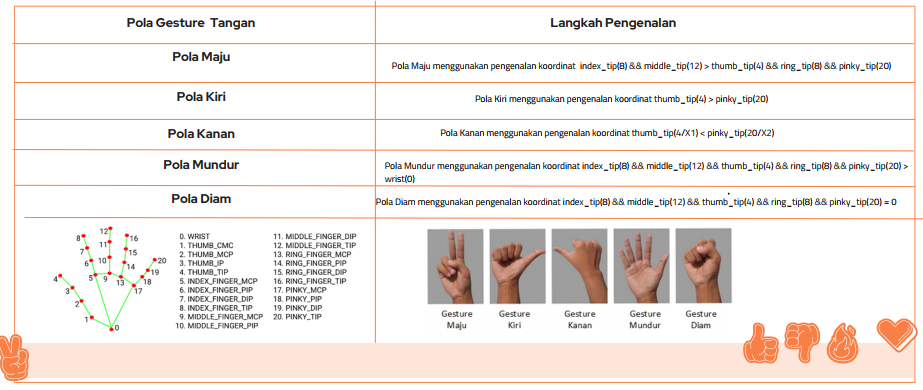 Pola Gesture Tangan
Langkah Pengenalan
Pola Maju
Pola Maju menggunakan pengenalan koordinat index_tip(8) && middle_tip(12) > thumb_tip(4) && ring_tip(8) && pinky_tip(20)
Pola Kiri
Pola Kiri menggunakan pengenalan koordinat thumb_tip(4) > pinky_tip(20)
Pola Kanan
Pola Kanan menggunakan pengenalan koordinat thumb_tip(4/X1) < pinky_tip(20/X2)
Pola Mundur
Pola Mundur menggunakan pengenalan koordinat index_tip(8) && middle_tip(12) && thumb_tip(4) && ring_tip(8) && pinky_tip(20) >
wrist(0)
Pola Diam
Pola Diam menggunakan pengenalan koordinat index_tip(8) && middle_tip(12) && thumb_tip(4) && ring_tip(8) && pinky_tip(20) = 0
12
8
16
11
7
15
20
6
10
14
19
4
5
9
13
18
3
17
2
1
0
0. WRIST
1. THUMB_CMC
2. THUMB_MCP
3. THUMB_IP
4. THUMB_TIP
5. INDEX_FINGER_MCP
6. INDEX_FINGER_PIP
7. INDEX_FINGER_DIP
8. INDEX_FINGER_TIP
9. MIDDLE_FINGER_MCP
10. MIDDLE_FINGER_PIP
11. MIDDLE_FINGER_DIP
12. MIDDLE_FINGER_TIP
13. RING_FINGER_MCP
14. RING_FINGER_PIP
15. RING_FINGER_DIP
16. RING_FINGER_TIP
17. PINKY_MCP
18. PINKY_PIP
19. PINKY_DIP
20. PINKY_TIP
Gesture
Maju
Gesture
Kiri
Gesture
Kanan
Gesture
Mundur
Gesture
Diam